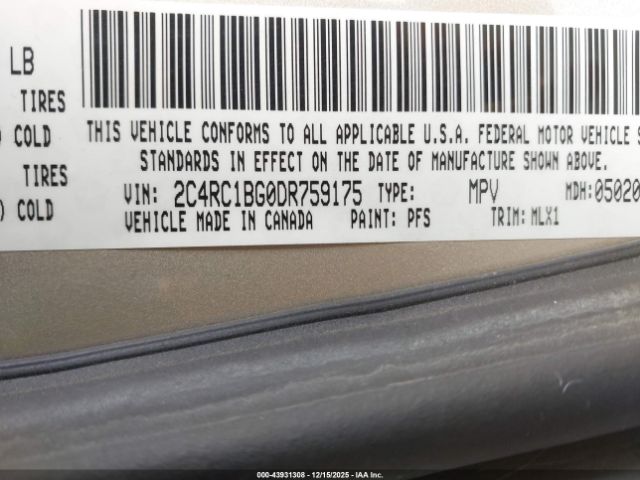 LB
TIRES
COLD
TIRES
) COLD
THIS VEHICLE CONFORMS TO ALL APPLICABLE U.S.A. FEDERAL MOTOR VEHICLE S
STANDARDS IN EFFECT ON THE DATE OF MANUFACTURE SHOWN ABOVE.
VIN: 2C4RC1BG0DR759175 TYPE: MPV MDH:05020
VEHICLE MADE IN CANADA PAINT: PFS TRIM: MLX1
000-43931308 - 12/15/2025 - IAA Inc.